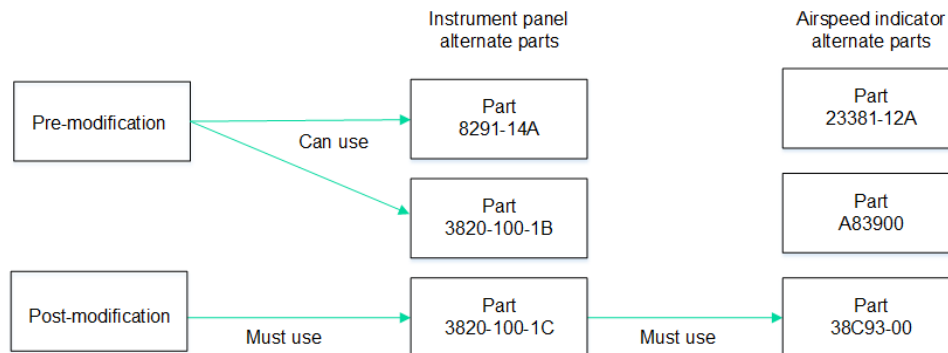 Instrument panel
alternate parts
Airspeed indicator
alternate parts
Pre-modification
Can use
Part
8291-14A
Part
23381-12A
Part
3820-100-1B
Part
A83900
Post-modification
Must use
Part
3820-100-1C
Must use
Part
38C93-00